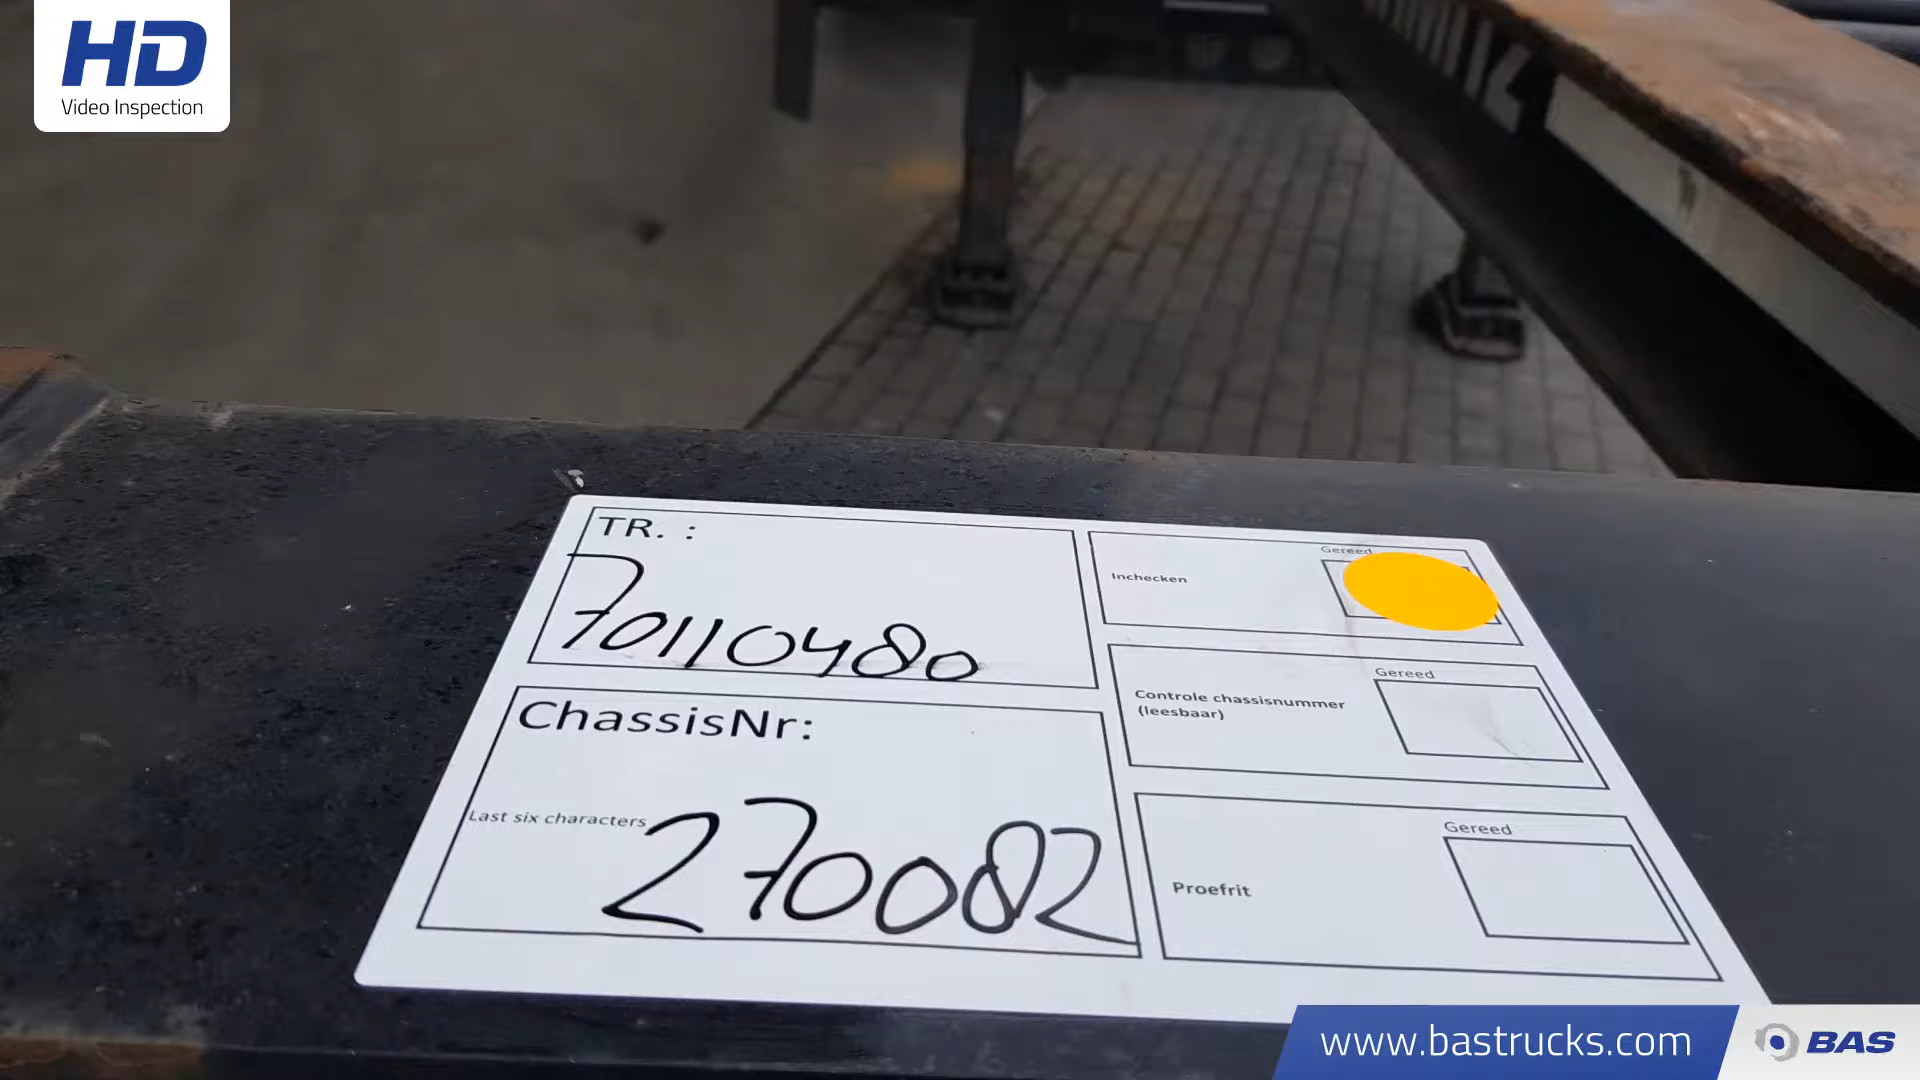 HD
Video Inspection
TR. :
70110480
ChassisNr:
Last six characters
270082
Gereed
Inchecken
Gereed
Controle chassisnummer
(leesbaar)
Gereed
Proefrit
www.bastrucks.com
BAS